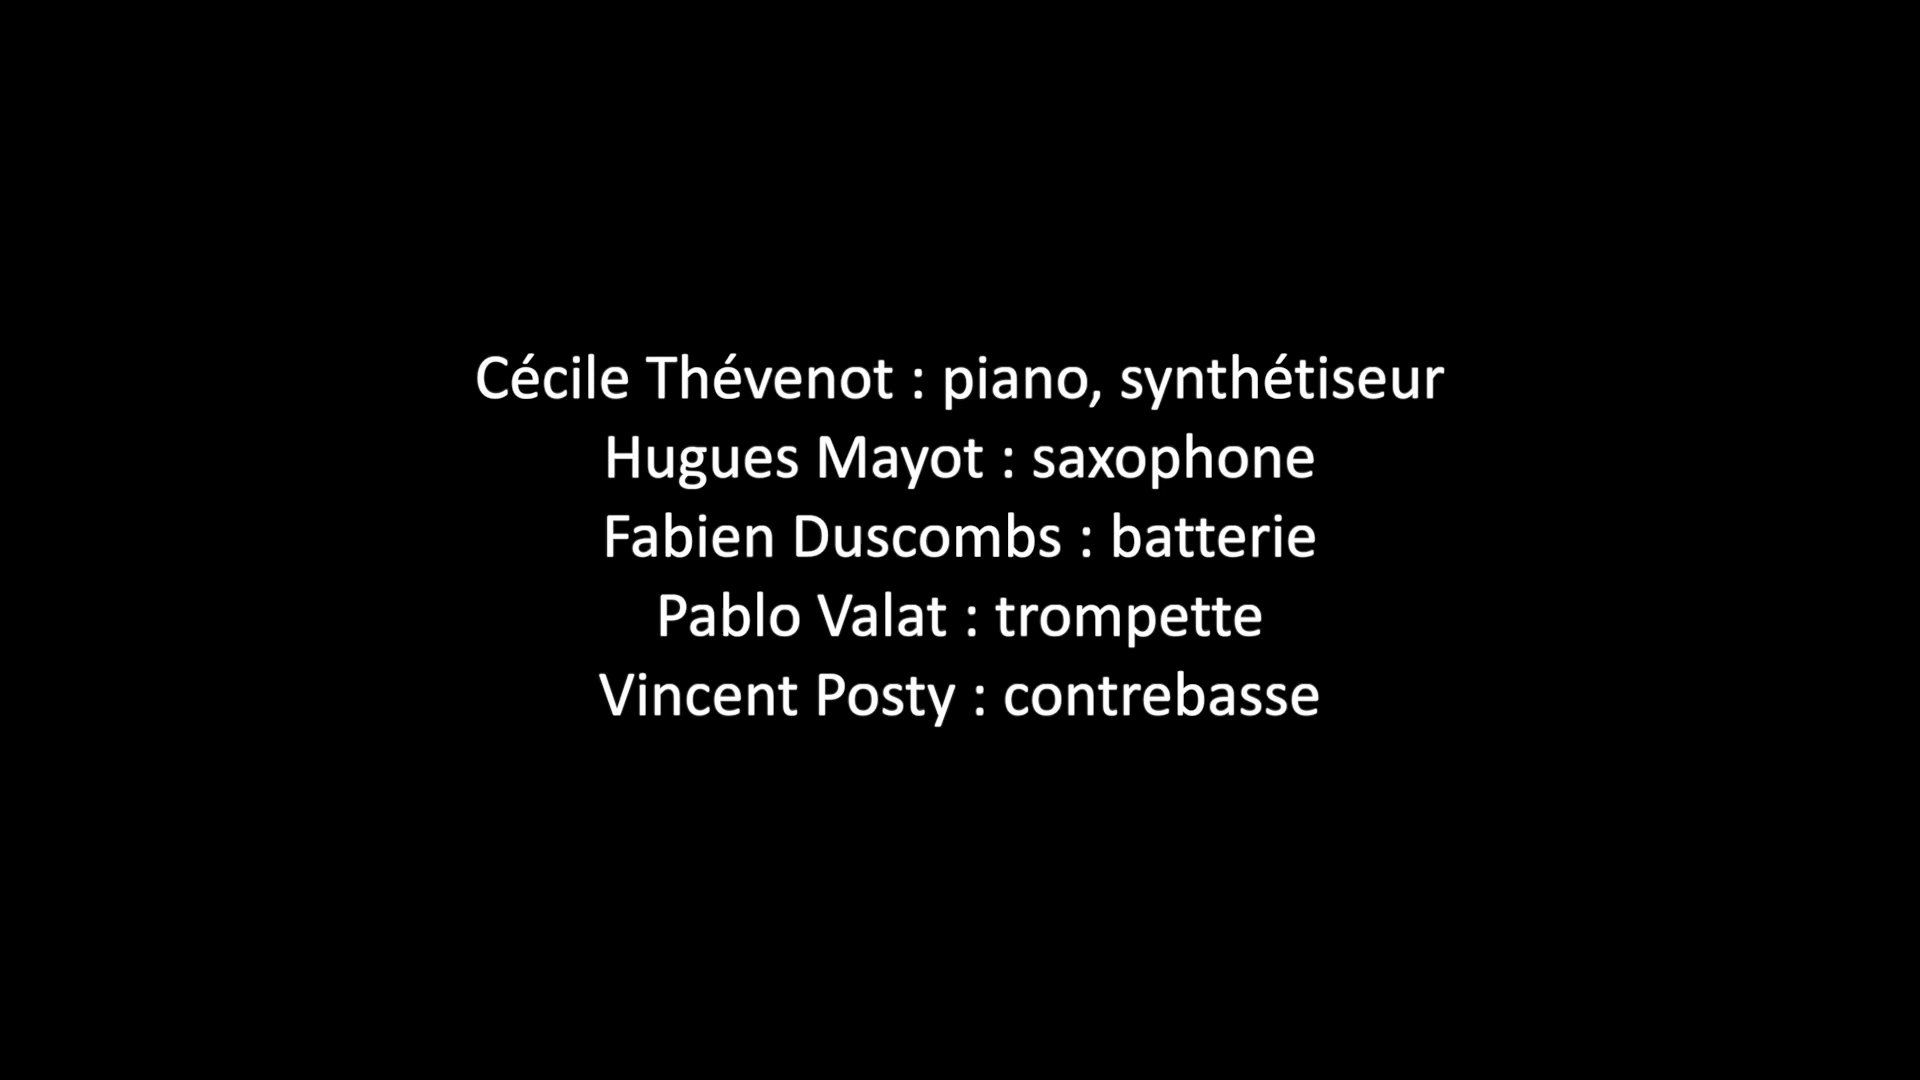 Cécile Thévenot : piano, synthétiseur
Hugues Mayot : saxophone
Fabien Duscombs : batterie
Pablo Valat : trompette
Vincent Posty : contrebasse